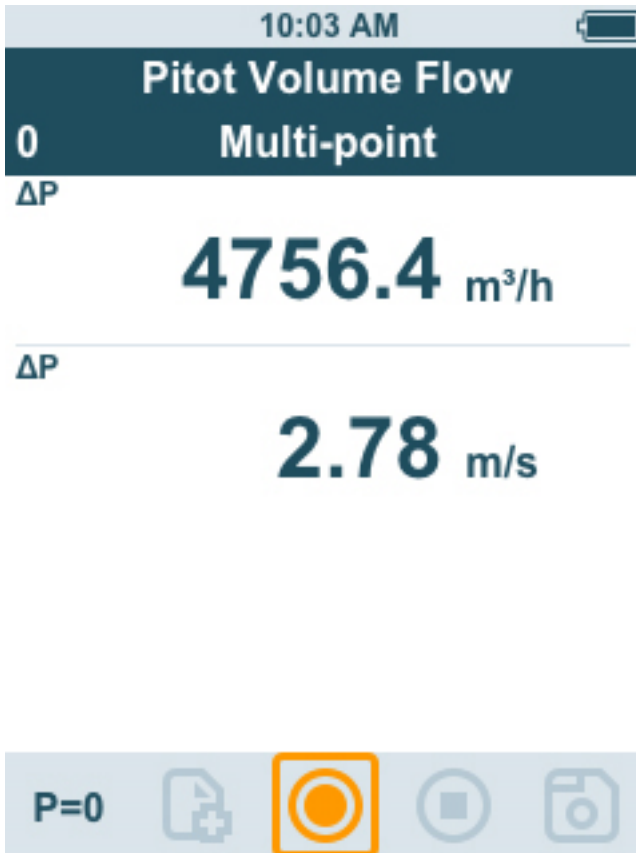 10:03 AM
Pitot Volume Flow
0 Multi-point
ΔP
4756.4 m³/h
ΔP
2.78 m/s
P=0